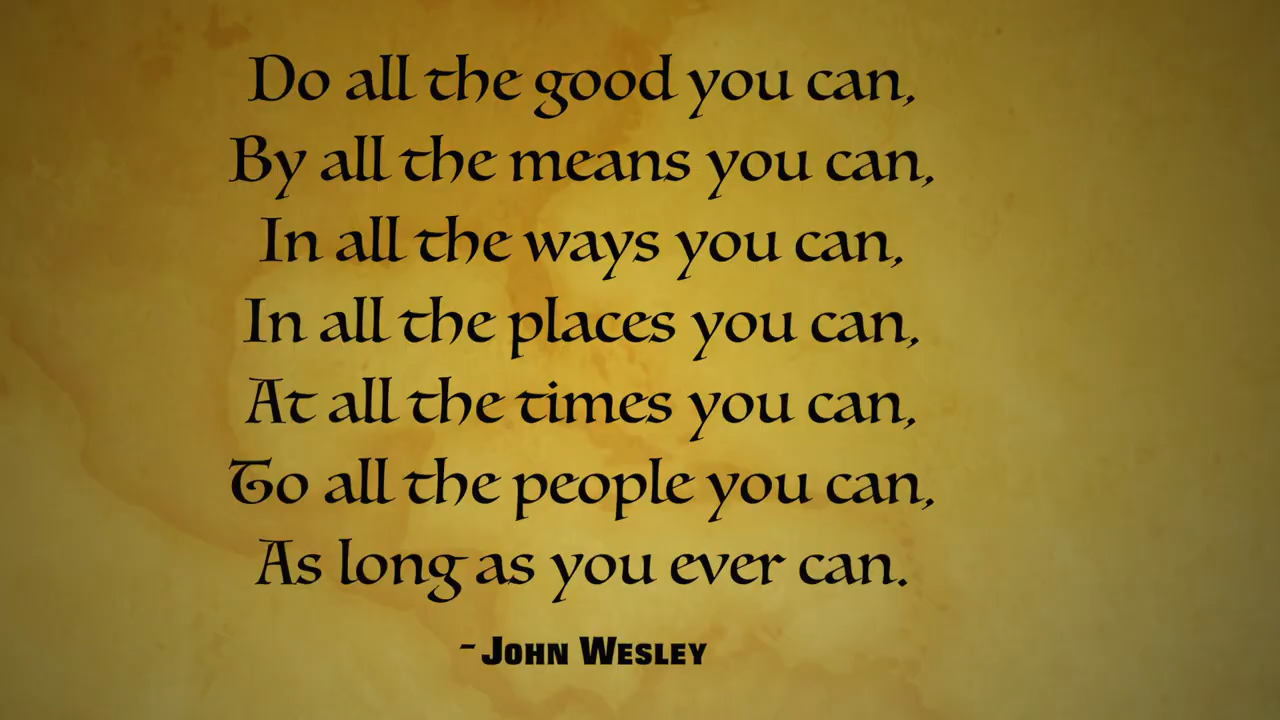 Do all the good you can,
By all the means you can,
In all the ways you can,
In all the places you can,
At all the times you can,
To all the people you can,
As long as you ever can.
- John Wesley